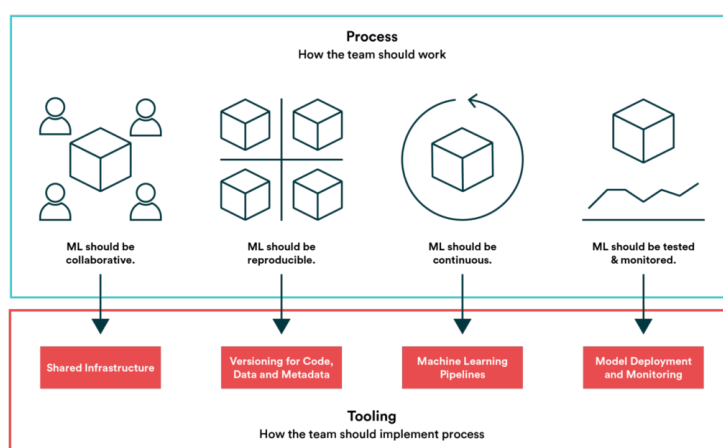 Process
How the team should work
ML should be
collaborative.
ML should be
reproducible.
ML should be
continuous.
ML should be tested
& monitored.
Shared Infrastructure
Versioning for Code,
Data and Metadata
Machine Learning
Pipelines
Model Deployment
and Monitoring
Tooling
How the team should implement process